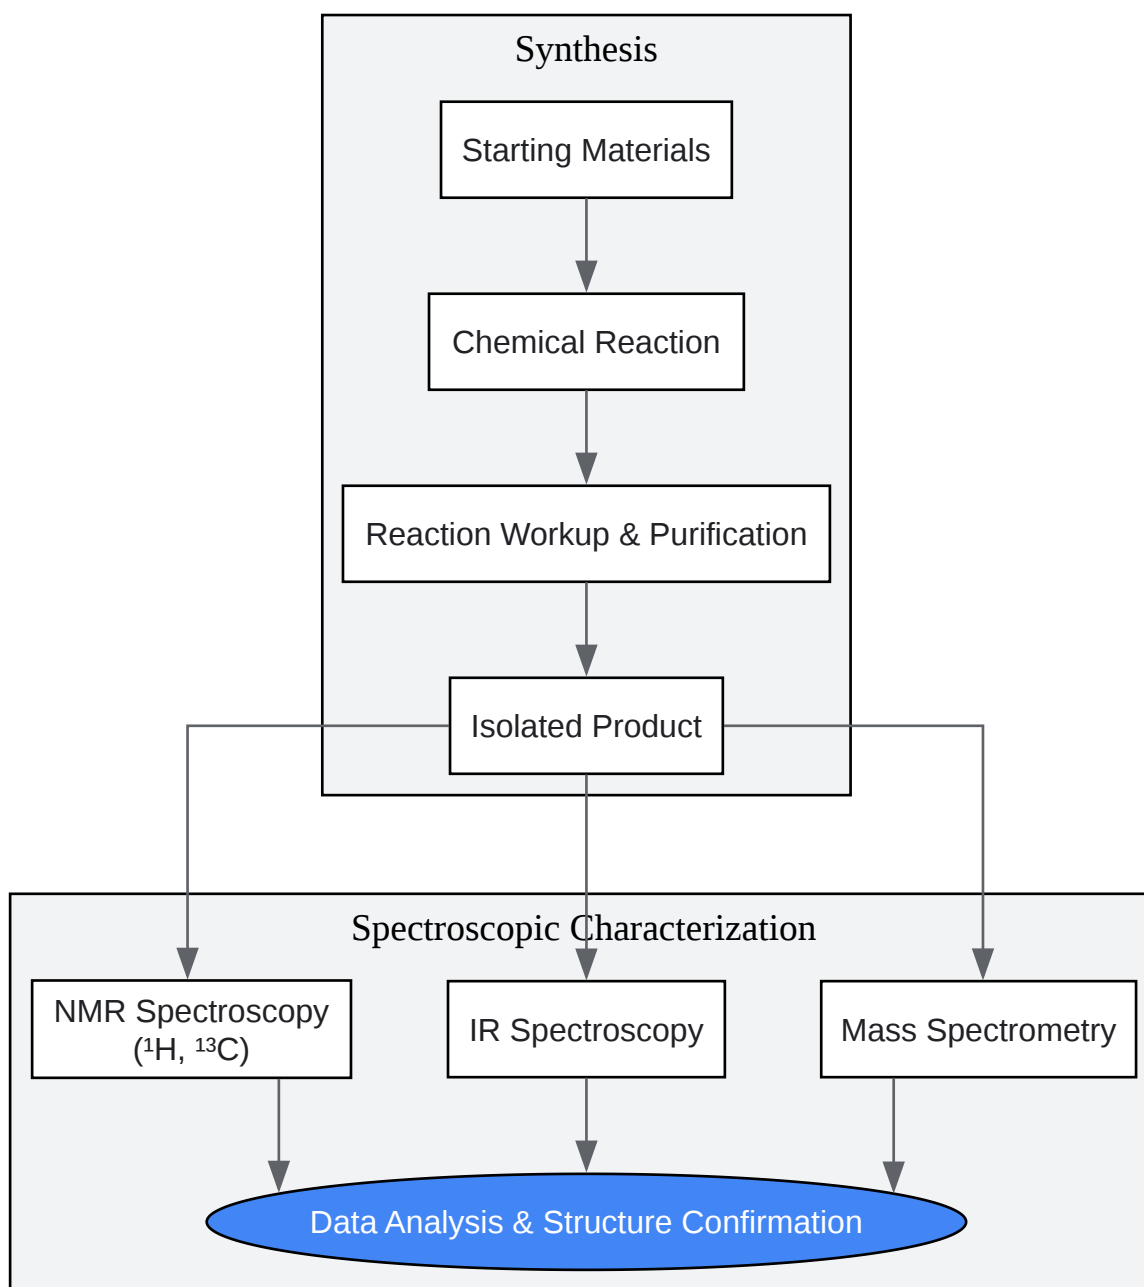 Synthesis
Starting Materials
Chemical Reaction
Reaction Workup & Purification
Isolated Product
Spectroscopic Characterization
NMR Spectroscopy
(¹H, ¹³C)
IR Spectroscopy
Mass Spectrometry
Data Analysis & Structure Confirmation